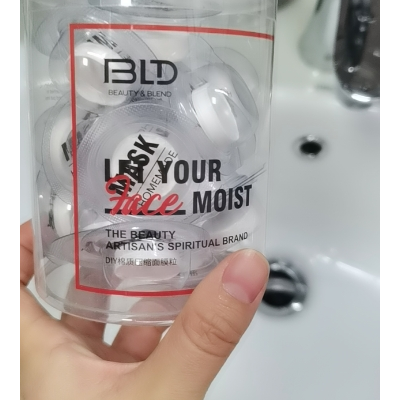 BLD
BEAUTY & BLEND
LET YOUR
Face MOIST
THE BEAUTY
ARTISAN'S SPIRITUAL BRAND
MASK